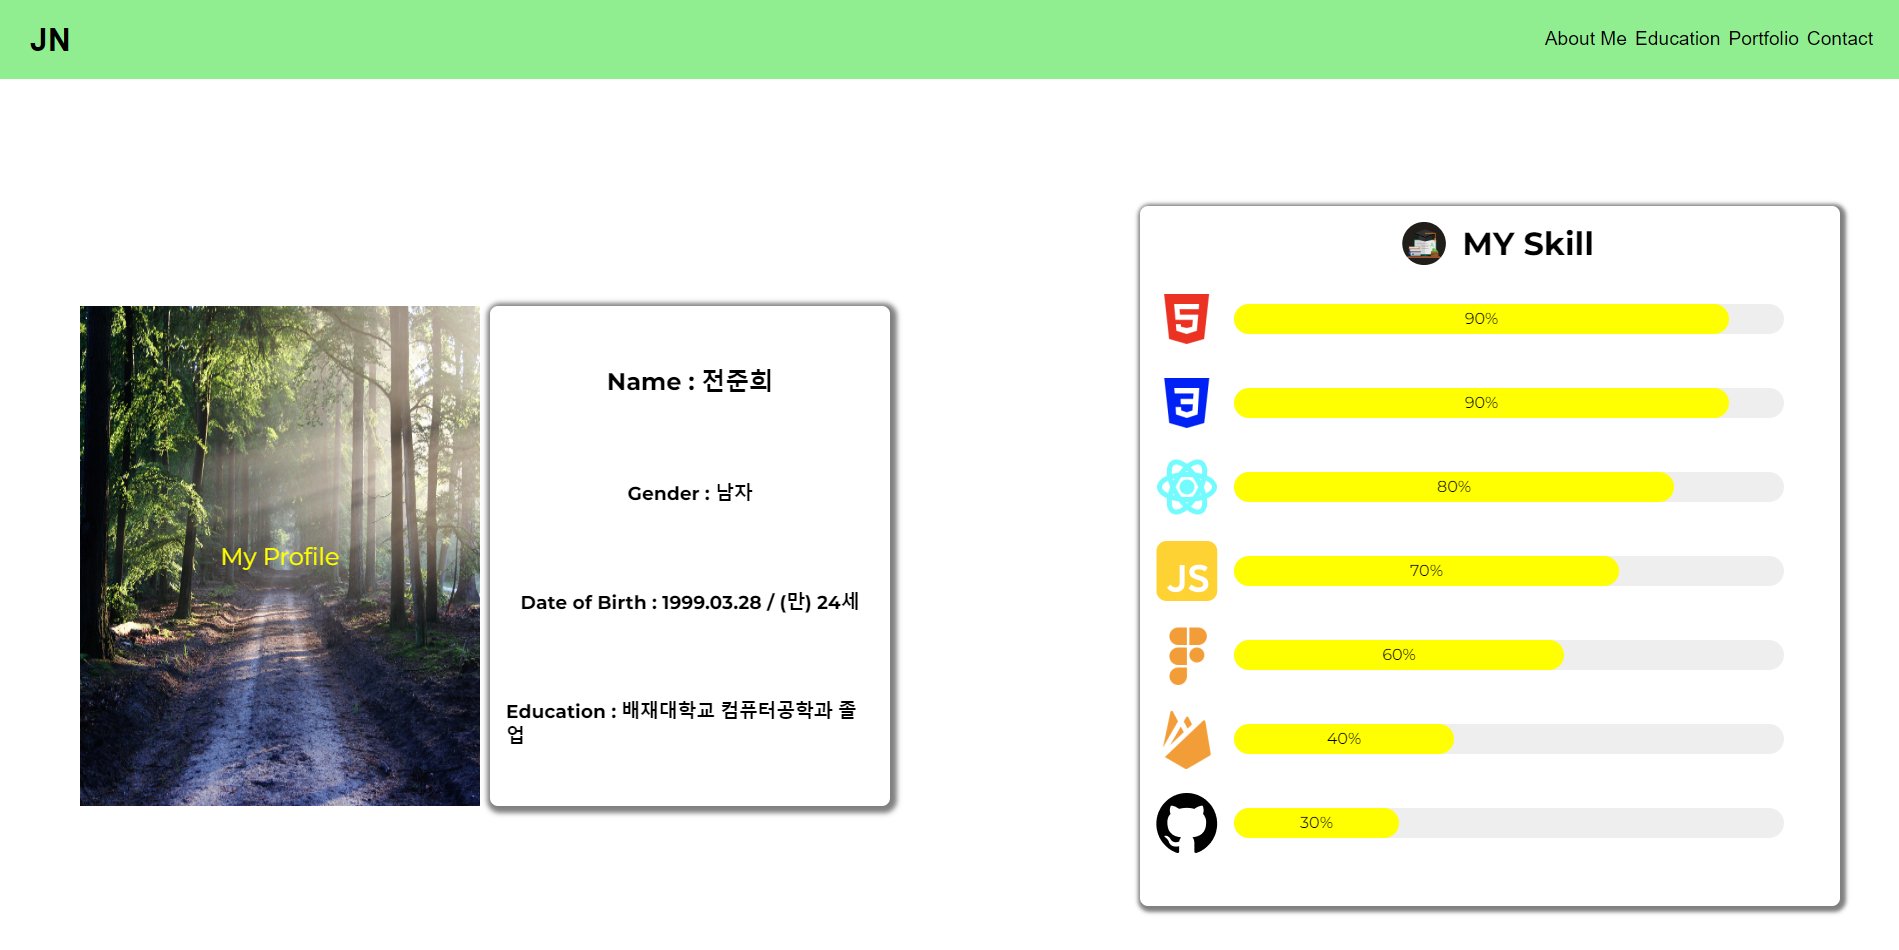 JN
About Me Education Portfolio Contact
My Profile
Name : 전준희
Gender : 남자
Date of Birth : 1999.03.28 / (만) 24세
Education : 배재대학교 컴퓨터공학과 졸
업
MY Skill
5
90%
3
90%
80%
JS
70%
60%
40%
30%